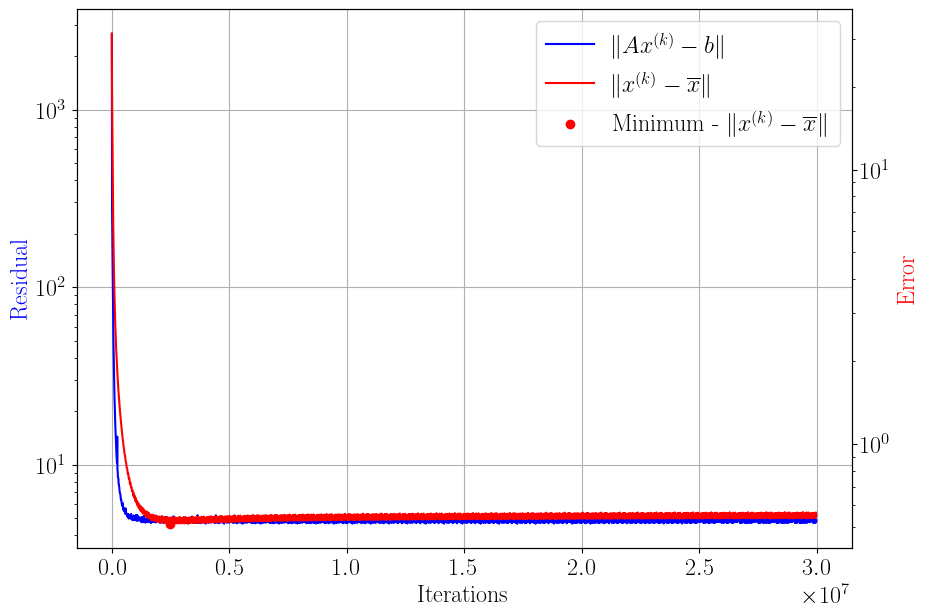 ‖Ax^{(k)} − b‖
‖x^{(k)} − x̅‖
Minimum - ‖x^{(k)} − x̅‖
10^3
10^2
10^1
Residual
10^1
10^0
Error
0.0 0.5 1.0 1.5 2.0 2.5 3.0
Iterations
×10^7